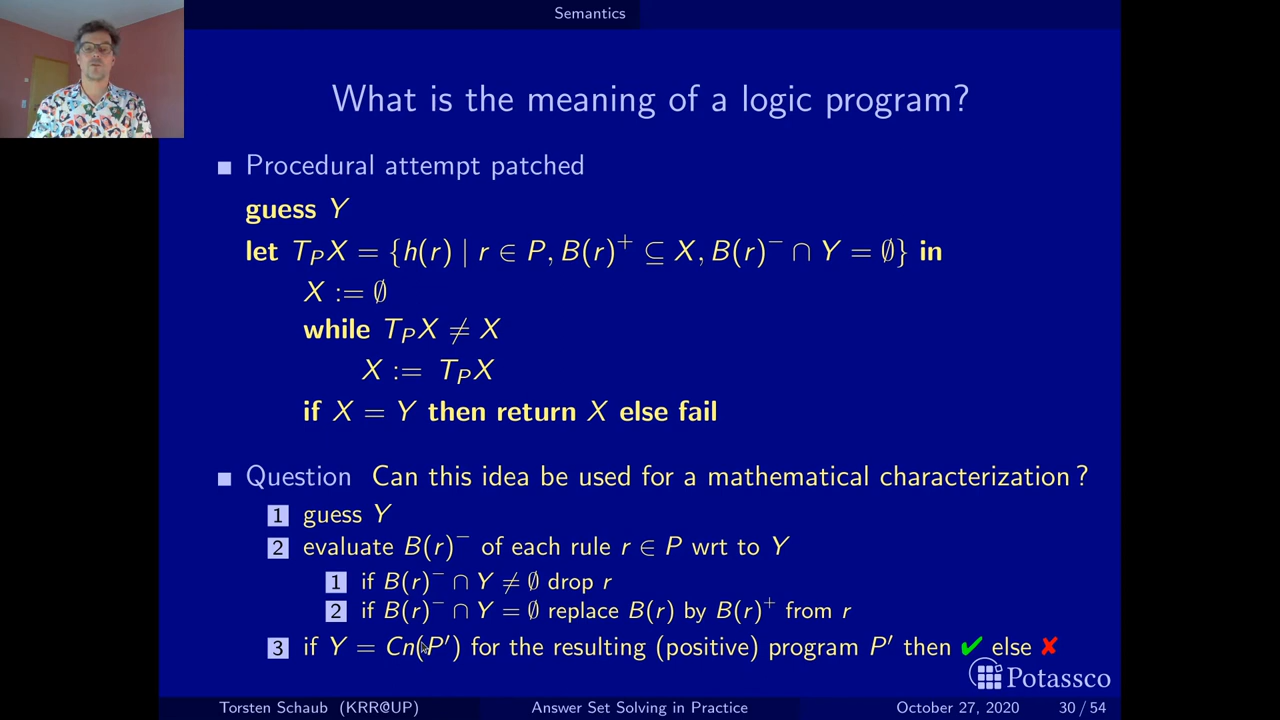 Semantics
What is the meaning of a logic program?
■ Procedural attempt patched
guess Y
let T_P X = {h(r) | r ∈ P, B(r)⁺ ⊆ X, B(r)⁻ ∩ Y = ∅} in
X := ∅
while T_P X ≠ X
X := T_P X
if X = Y then return X else fail
■ Question Can this idea be used for a mathematical characterization ?
1 guess Y
2 evaluate B(r)⁻ of each rule r ∈ P wrt to Y
1 if B(r)⁻ ∩ Y ≠ ∅ drop r
2 if B(r)⁻ ∩ Y = ∅ replace B(r) by B(r)⁺ from r
3 if Y = Cn(P′) for the resulting (positive) program P′ then ✔ else ✘
Potassco
Torsten Schaub (KRR@UP) Answer Set Solving in Practice October 27, 2020 30 / 54